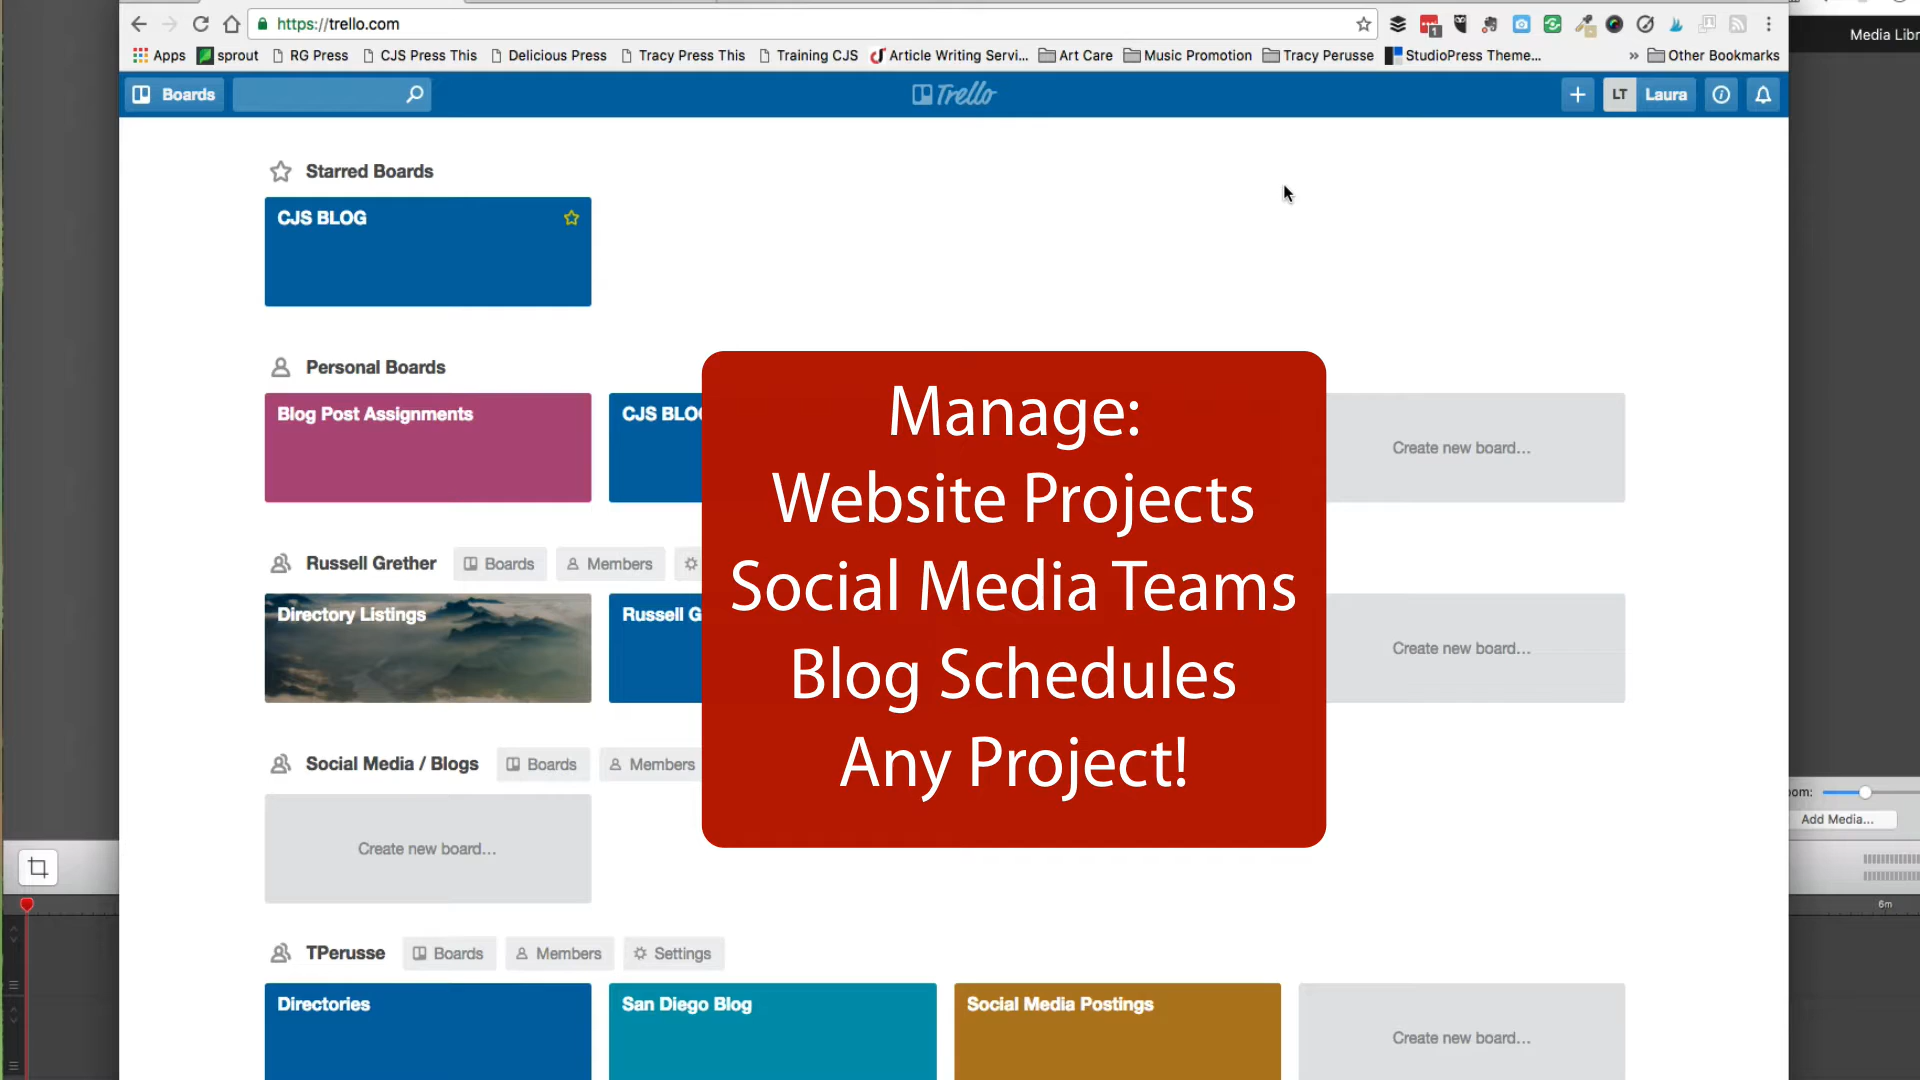 Media Libr
https://trello.com
1
Apps sprout RG Press CJS Press This Delicious Press Tracy Press This Training CJS Article Writing Servi... Art Care Music Promotion Tracy Perusse StudioPress Theme... » Other Bookmarks
Boards Trello + LT Laura
Starred Boards
CJS BLOG
Personal Boards
Blog Post Assignments CJS BLO
Create new board...
Russell Grether Boards Members
Directory Listings Russell G
Create new board...
Social Media / Blogs Boards Members
Create new board...
TPerusse Boards Members Settings
Directories San Diego Blog Social Media Postings
Create new board...
Manage:
Website Projects
Social Media Teams
Blog Schedules
Any Project!
oom:
Add Media...
6m